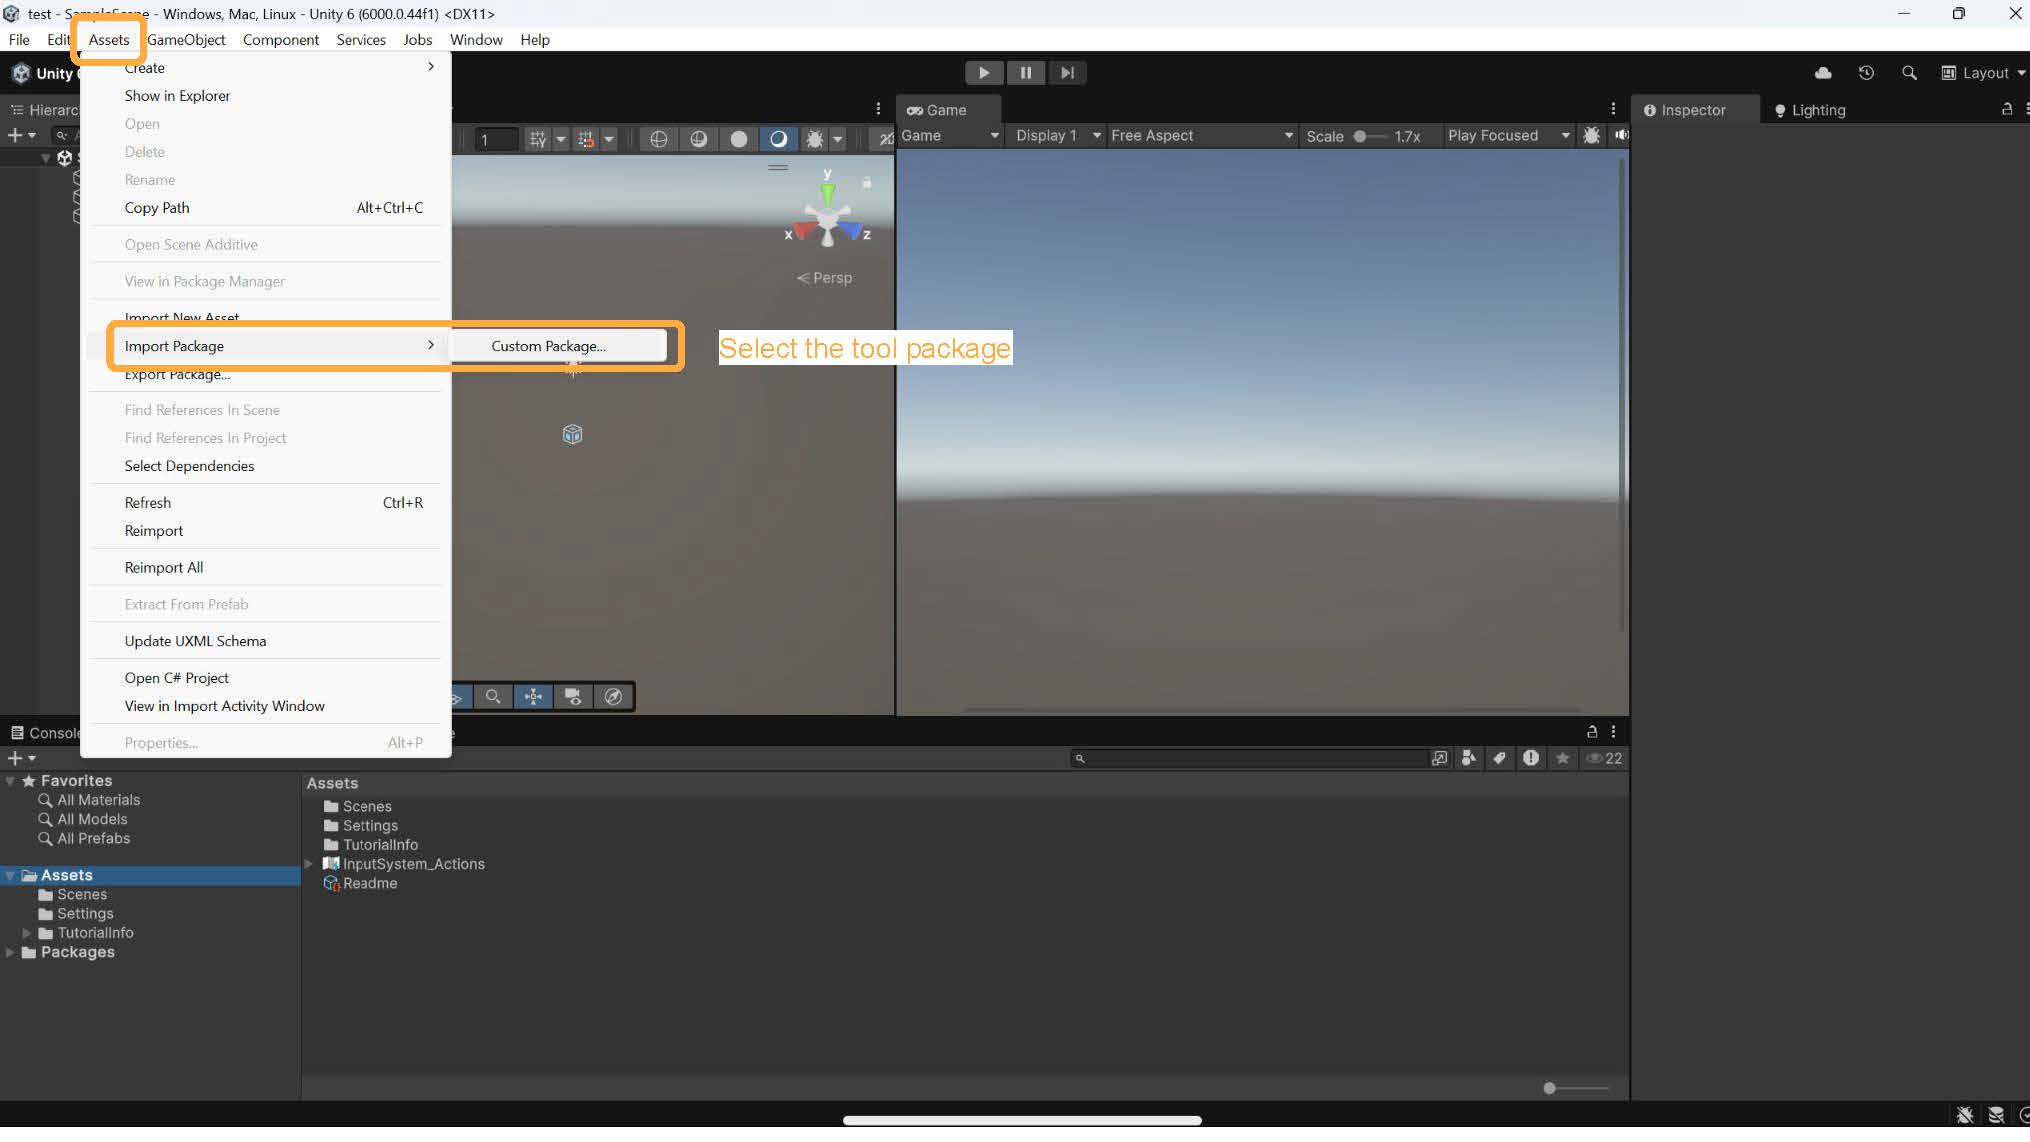 test - SampleScene - Windows, Mac, Linux - Unity 6 (6000.0.44f1) <DX11>
File Edit Assets GameObject Component Services Jobs Window Help
Unity
Layout
Create
Show in Explorer
Open
Delete
Rename
Copy Path Alt+Ctrl+C
Open Scene Additive
View in Package Manager
Import New Asset
Import Package
Custom Package...
Select the tool package
Export Package...
Find References In Scene
Find References In Project
Select Dependencies
Refresh Ctrl+R
Reimport
Reimport All
Extract From Prefab
Update UXML Schema
Open C# Project
View in Import Activity Window
Properties... Alt+P
Game
Inspector Lighting
1
Game Display 1 Free Aspect Scale 1.7x Play Focused
y
x z
Persp
Console
22
Favorites
All Materials
All Models
All Prefabs
Assets
Scenes
Settings
TutorialInfo
Packages
Assets
Scenes
Settings
TutorialInfo
InputSystem_Actions
Readme